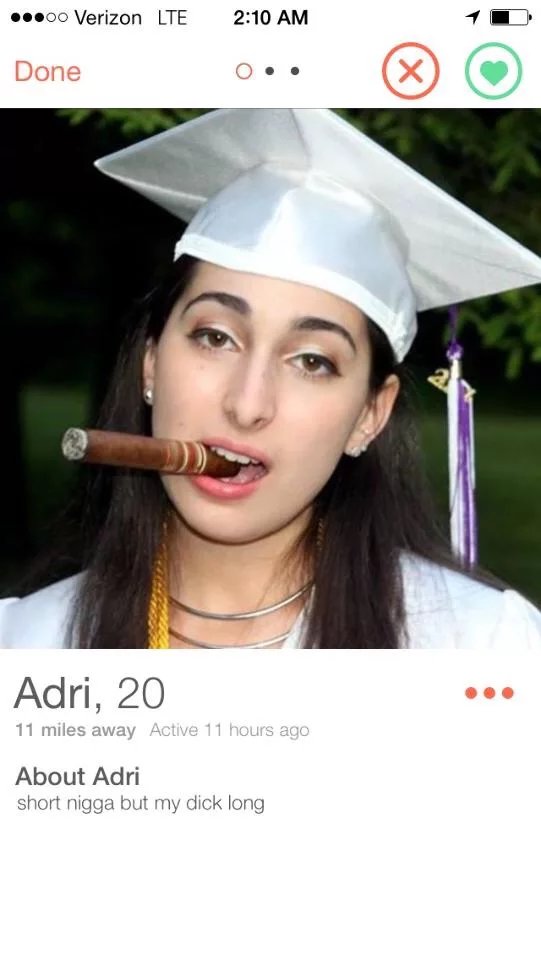 Verizon LTE 2:10 AM
Done
Adri, 20
11 miles away Active 11 hours ago
About Adri
short nigga but my dick long